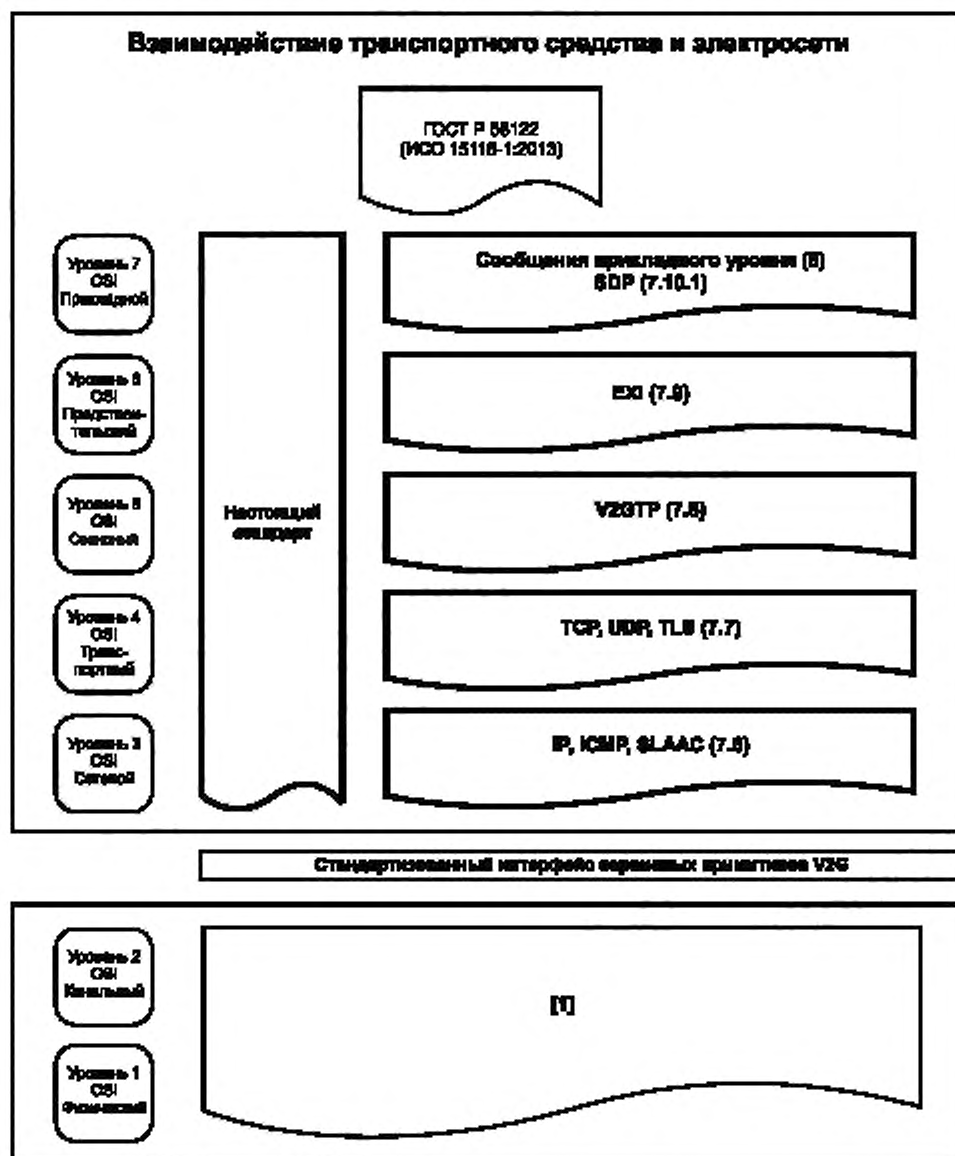 Взаимодействие транспортного средства и электросети
ГОСТ Р 58122
(ИСО 15118-1:2013)
Уровень 7
OSI
Прикладной
Сообщения прикладного уровня (8)
SDP (7.10.1)
Уровень 6
OSI
Представи-
тельский
EXI (7.9)
Уровень 5
OSI
Сеансовый
Настоящий
стандарт
V2GTP (7.8)
Уровень 4
OSI
Транс-
портный
TCP, UDP, TLS (7.7)
Уровень 3
OSI
Сетевой
IP, ICMP, SLAAC (7.6)
Стандартизованный интерфейс сервисных примитивов V2G
Уровень 2
OSI
Канальный
[1]
Уровень 1
OSI
Физический